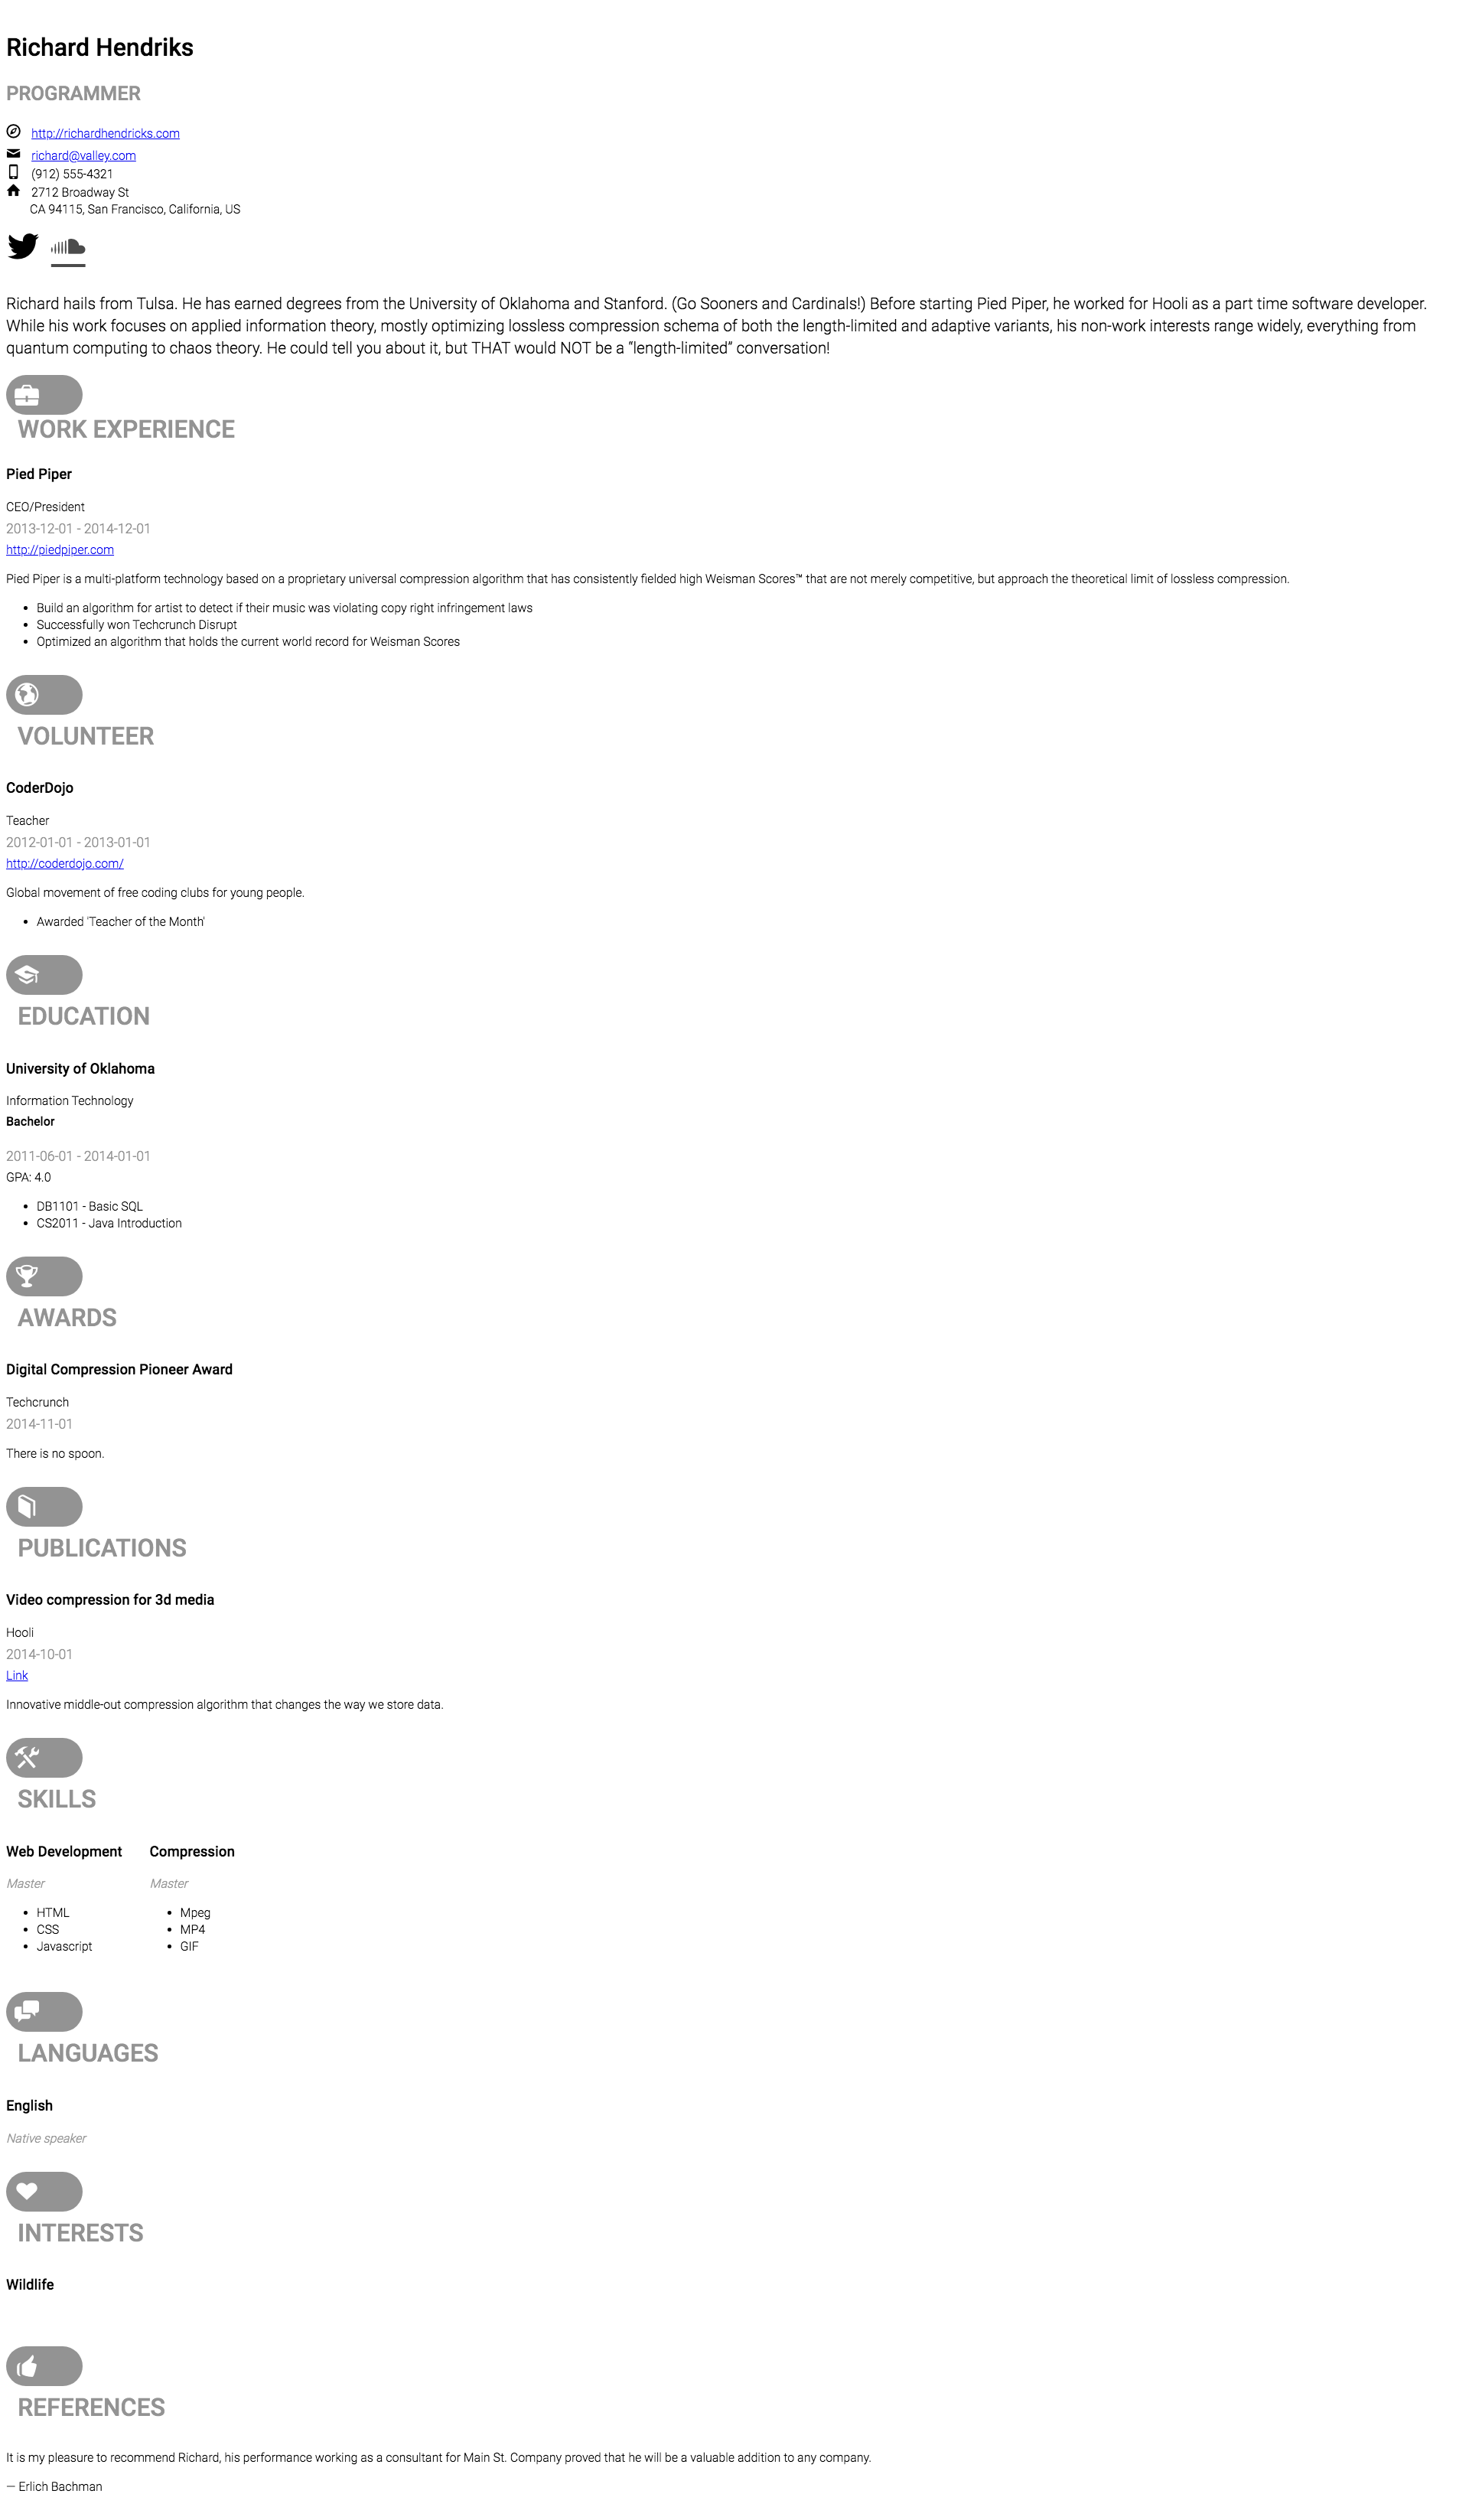 Richard Hendriks
PROGRAMMER
http://richardhendricks.com
richard@valley.com
(912) 555-4321
2712 Broadway St
CA 94115, San Francisco, California, US
Richard hails from Tulsa. He has earned degrees from the University of Oklahoma and Stanford. (Go Sooners and Cardinals!) Before starting Pied Piper, he worked for Hooli as a part time software developer.
While his work focuses on applied information theory, mostly optimizing lossless compression schema of both the length-limited and adaptive variants, his non-work interests range widely, everything from
quantum computing to chaos theory. He could tell you about it, but THAT would NOT be a “length-limited” conversation!
WORK EXPERIENCE
Pied Piper
CEO/President
2013-12-01 - 2014-12-01
http://piedpiper.com
Pied Piper is a multi-platform technology based on a proprietary universal compression algorithm that has consistently fielded high Weisman Scores™ that are not merely competitive, but approach the theoretical limit of lossless compression.
• Build an algorithm for artist to detect if their music was violating copy right infringement laws
• Successfully won Techcrunch Disrupt
• Optimized an algorithm that holds the current world record for Weisman Scores
VOLUNTEER
CoderDojo
Teacher
2012-01-01 - 2013-01-01
http://coderdojo.com/
Global movement of free coding clubs for young people.
• Awarded 'Teacher of the Month'
EDUCATION
University of Oklahoma
Information Technology
Bachelor
2011-06-01 - 2014-01-01
GPA: 4.0
• DB1101 - Basic SQL
• CS2011 - Java Introduction
AWARDS
Digital Compression Pioneer Award
Techcrunch
2014-11-01
There is no spoon.
PUBLICATIONS
Video compression for 3d media
Hooli
2014-10-01
Link
Innovative middle-out compression algorithm that changes the way we store data.
SKILLS
Web Development
Master
• HTML
• CSS
• Javascript
Compression
Master
• Mpeg
• MP4
• GIF
LANGUAGES
English
Native speaker
INTERESTS
Wildlife
REFERENCES
It is my pleasure to recommend Richard, his performance working as a consultant for Main St. Company proved that he will be a valuable addition to any company.
— Erlich Bachman